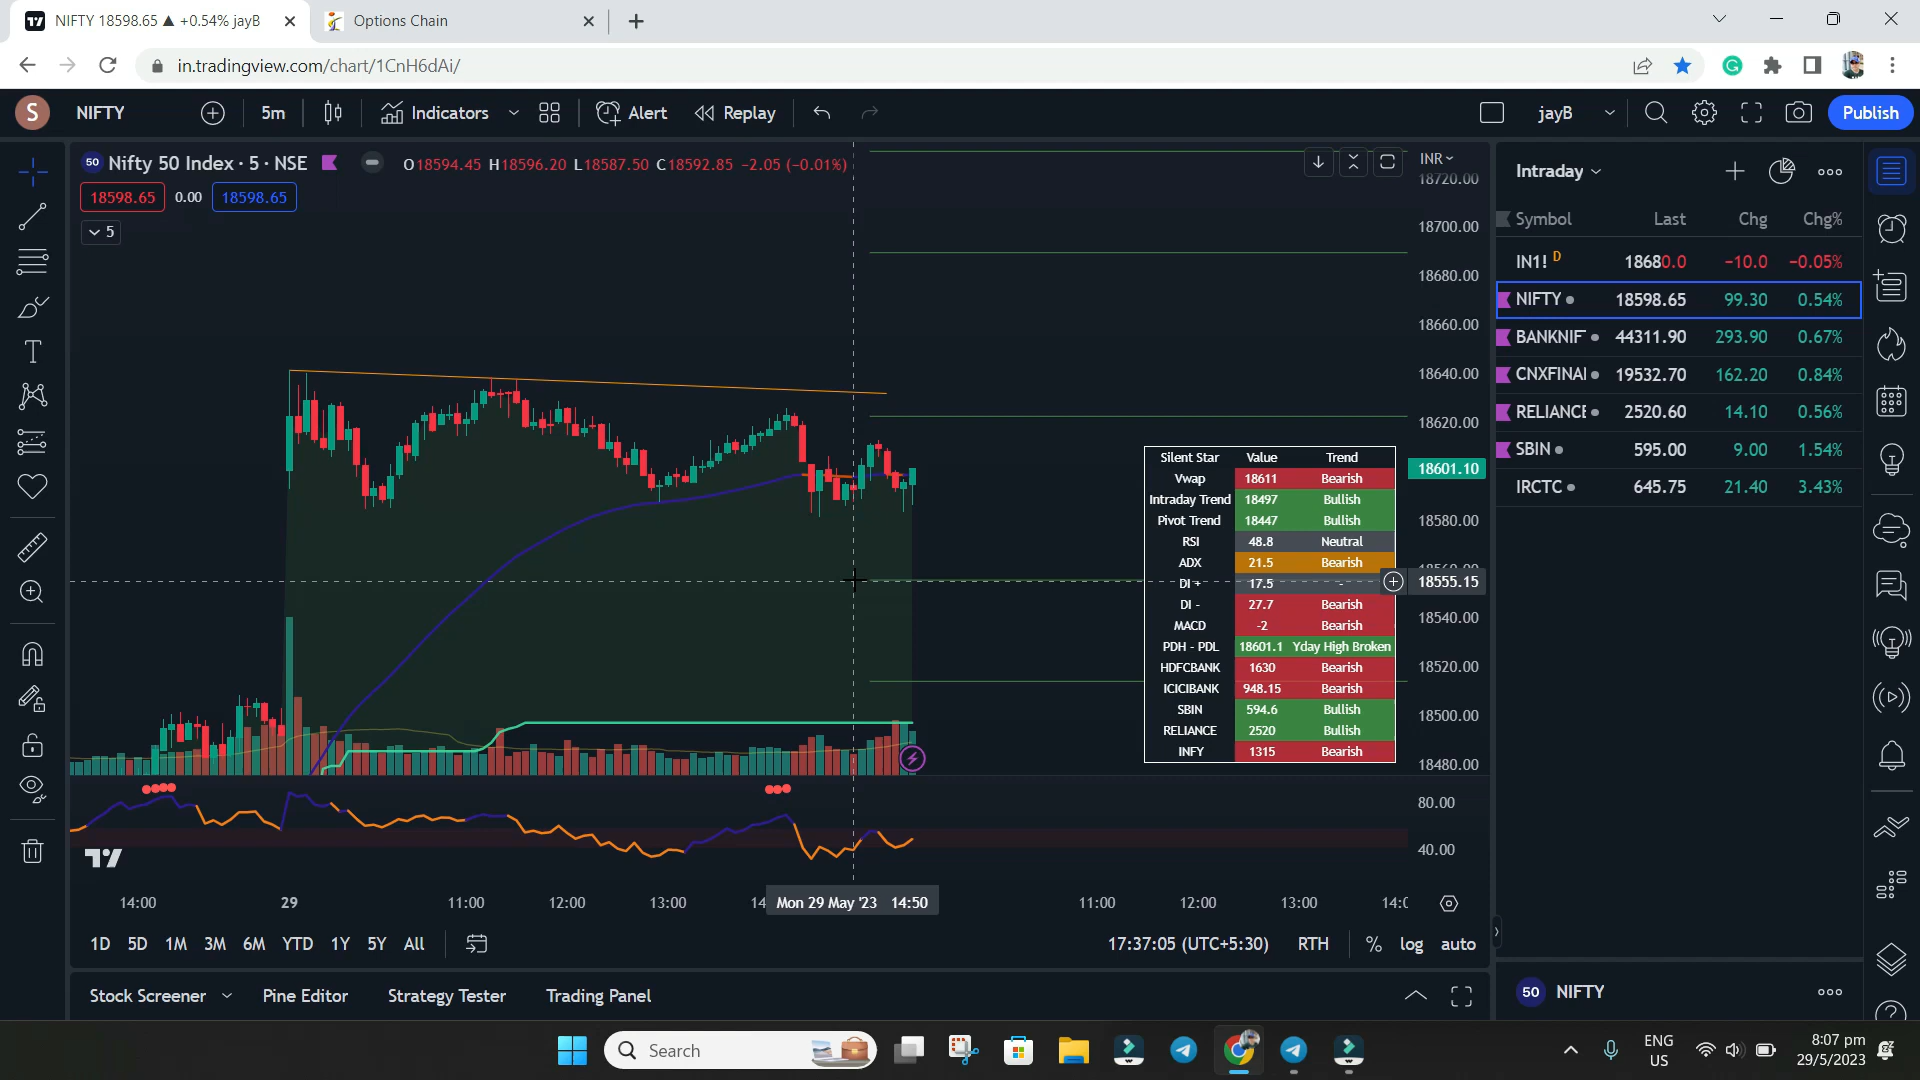 NIFTY 18598.65 ▲ +0.54% jayB
Options Chain
in.tradingview.com/chart/1CnH6dAi/
S NIFTY 5m Indicators Alert Replay jayB Publish
50 Nifty 50 Index · 5 · NSE O18594.45 H18596.20 L18587.50 C18592.85 −2.05 (−0.01%)
18598.65 0.00 18598.65
5
INR
18720.00
18700.00
18680.00
18660.00
18640.00
18620.00
18601.10
18580.00
18555.15
18540.00
18520.00
18500.00
18480.00
80.00
40.00
Silent Star Value Trend
Vwap 18611 Bearish
Intraday Trend 18497 Bullish
Pivot Trend 18447 Bullish
RSI 48.8 Neutral
ADX 21.5 Bearish
DI + 17.5 -
DI - 27.7 Bearish
MACD -2 Bearish
PDH - PDL 18601.1 Yday High Broken
HDFCBANK 1630 Bearish
ICICIBANK 948.15 Bearish
SBIN 594.6 Bullish
RELIANCE 2520 Bullish
INFY 1315 Bearish
14:00 29 11:00 12:00 13:00 14 Mon 29 May '23 14:50 11:00 12:00 13:00
1D 5D 1M 3M 6M YTD 1Y 5Y All 17:37:05 (UTC+5:30) RTH % log auto
Stock Screener Pine Editor Strategy Tester Trading Panel
Intraday
Symbol Last Chg Chg%
IN1! D 18680.0 −10.0 −0.05%
NIFTY 18598.65 99.30 0.54%
BANKNIF 44311.90 293.90 0.67%
CNXFINAI 19532.70 162.20 0.84%
RELIANCE 2520.60 14.10 0.56%
SBIN 595.00 9.00 1.54%
IRCTC 645.75 21.40 3.43%
50 NIFTY
Search
ENG
US
8:07 pm
29/5/2023